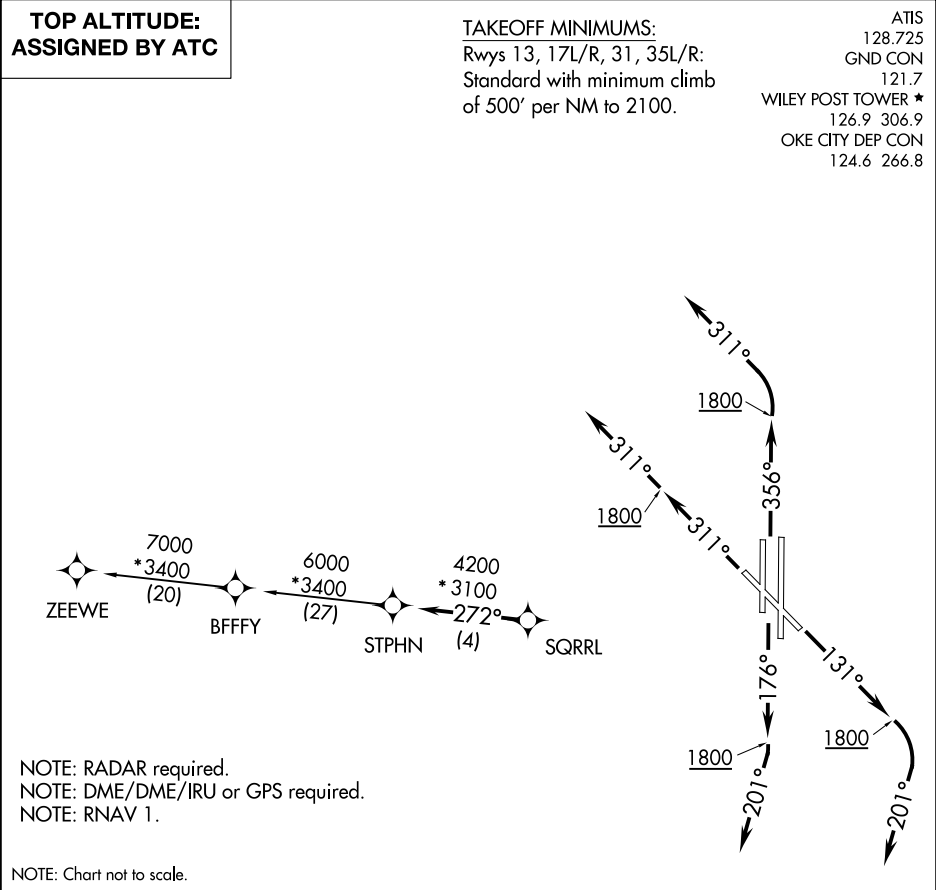 TOP ALTITUDE:
ASSIGNED BY ATC
TAKEOFF MINIMUMS:
Rwys 13, 17L/R, 31, 35L/R:
Standard with minimum climb
of 500' per NM to 2100.
ATIS
128.725
GND CON
121.7
WILEY POST TOWER ★
126.9 306.9
OKE CITY DEP CON
124.6 266.8
311°
1800
356°
311°
1800
311°
7000
*3400
(20)
6000
*3400
(27)
4200
*3100
272°
(4)
ZEEWE
BFFFY
STPHN
SQRRL
176°
131°
1800
1800
201°
201°
NOTE: RADAR required.
NOTE: DME/DME/IRU or GPS required.
NOTE: RNAV 1.
NOTE: Chart not to scale.